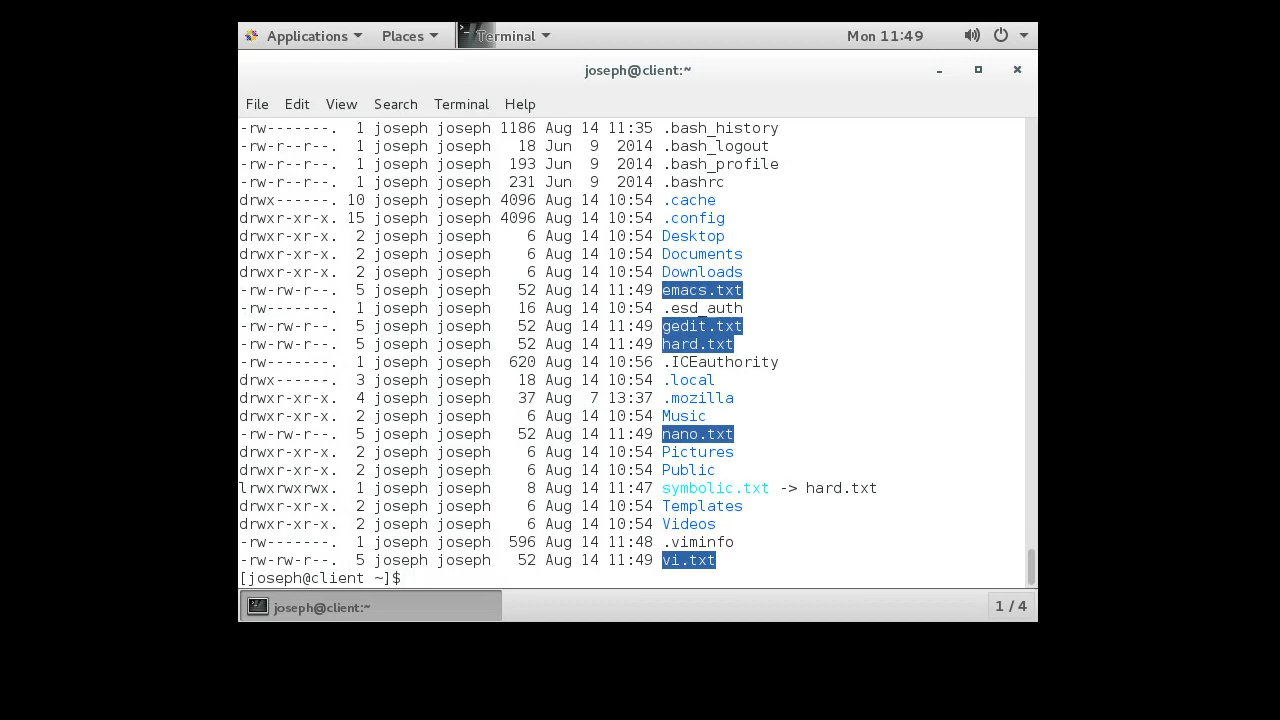 Applications Places Terminal Mon 11:49
joseph@client:~
File Edit View Search Terminal Help
-rw-------. 1 joseph joseph 1186 Aug 14 11:35 .bash_history
-rw-r--r--. 1 joseph joseph 18 Jun 9 2014 .bash_logout
-rw-r--r--. 1 joseph joseph 193 Jun 9 2014 .bash_profile
-rw-r--r--. 1 joseph joseph 231 Jun 9 2014 .bashrc
drwx------. 10 joseph joseph 4096 Aug 14 10:54 .cache
drwxr-xr-x. 15 joseph joseph 4096 Aug 14 10:54 .config
drwxr-xr-x. 2 joseph joseph 6 Aug 14 10:54 Desktop
drwxr-xr-x. 2 joseph joseph 6 Aug 14 10:54 Documents
drwxr-xr-x. 2 joseph joseph 6 Aug 14 10:54 Downloads
-rw-rw-r--. 5 joseph joseph 52 Aug 14 11:49 emacs.txt
-rw-------. 1 joseph joseph 16 Aug 14 10:54 .esd_auth
-rw-rw-r--. 5 joseph joseph 52 Aug 14 11:49 gedit.txt
-rw-rw-r--. 5 joseph joseph 52 Aug 14 11:49 hard.txt
-rw-------. 1 joseph joseph 620 Aug 14 10:56 .ICEauthority
drwx------. 3 joseph joseph 18 Aug 14 10:54 .local
drwxr-xr-x. 4 joseph joseph 37 Aug 7 13:37 .mozilla
drwxr-xr-x. 2 joseph joseph 6 Aug 14 10:54 Music
-rw-rw-r--. 5 joseph joseph 52 Aug 14 11:49 nano.txt
drwxr-xr-x. 2 joseph joseph 6 Aug 14 10:54 Pictures
drwxr-xr-x. 2 joseph joseph 6 Aug 14 10:54 Public
lrwxrwxrwx. 1 joseph joseph 8 Aug 14 11:47 symbolic.txt -> hard.txt
drwxr-xr-x. 2 joseph joseph 6 Aug 14 10:54 Templates
drwxr-xr-x. 2 joseph joseph 6 Aug 14 10:54 Videos
-rw-------. 1 joseph joseph 596 Aug 14 11:48 .viminfo
-rw-rw-r--. 5 joseph joseph 52 Aug 14 11:49 vi.txt
[joseph@client ~]$
joseph@client:~ 1 / 4